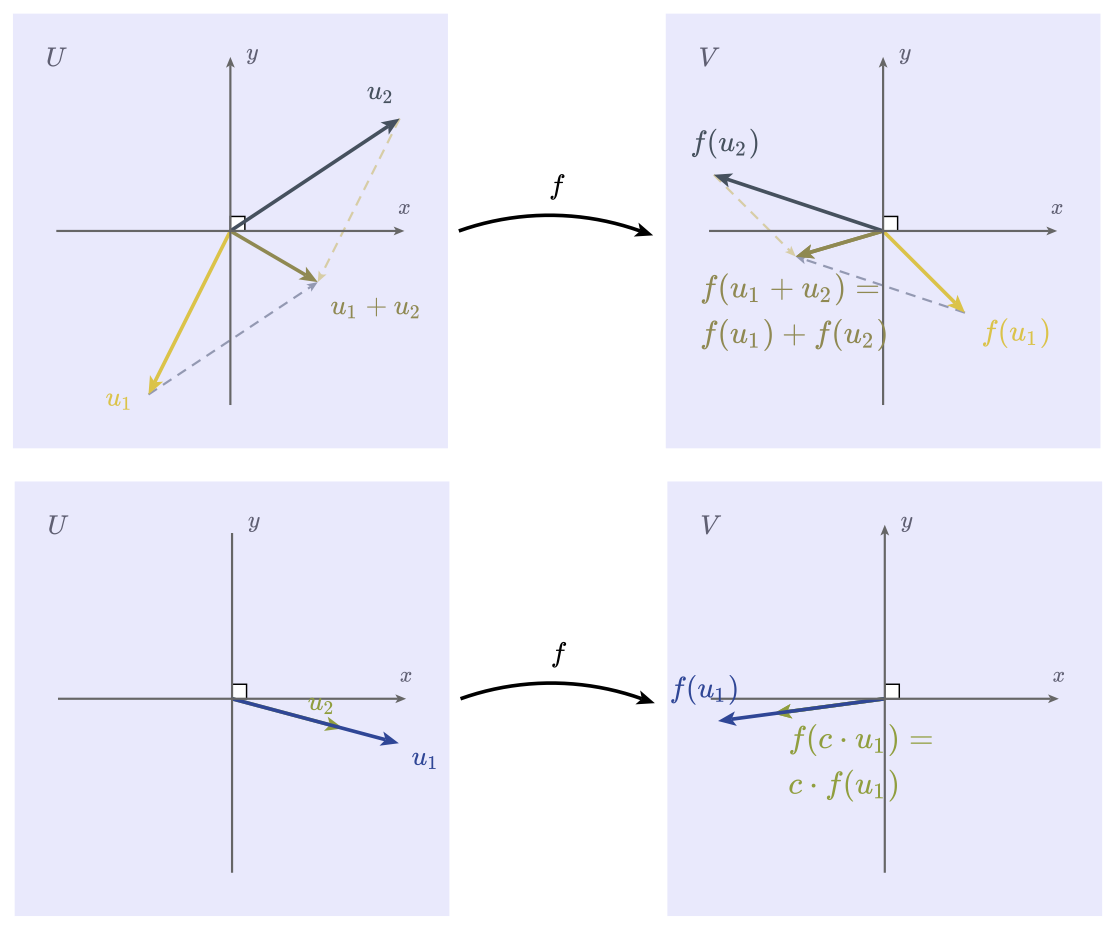 U
y
u₂
x
u₁ + u₂
u₁
f
V
y
f(u₂)
x
f(u₁ + u₂) =
f(u₁) + f(u₂)
f(u₁)
U
y
x
u₂
u₁
f
V
y
x
f(u₁)
f(c · u₁) =
c · f(u₁)